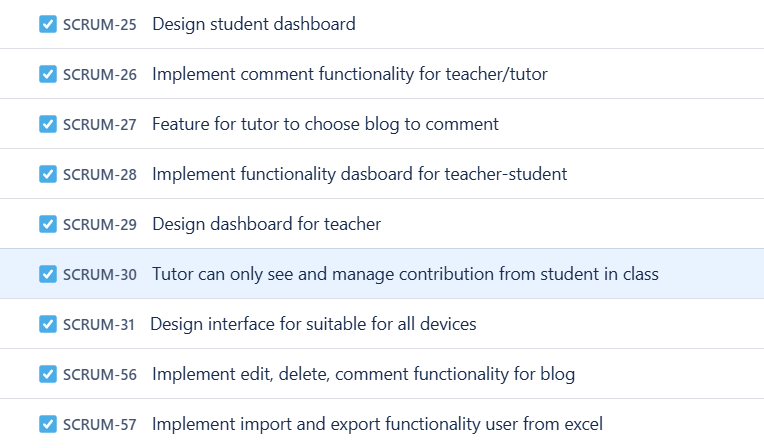 SCRUM-25 Design student dashboard
SCRUM-26 Implement comment functionality for teacher/tutor
SCRUM-27 Feature for tutor to choose blog to comment
SCRUM-28 Implement functionality dasboard for teacher-student
SCRUM-29 Design dashboard for teacher
SCRUM-30 Tutor can only see and manage contribution from student in class
SCRUM-31 Design interface for suitable for all devices
SCRUM-56 Implement edit, delete, comment functionality for blog
SCRUM-57 Implement import and export functionality user from excel